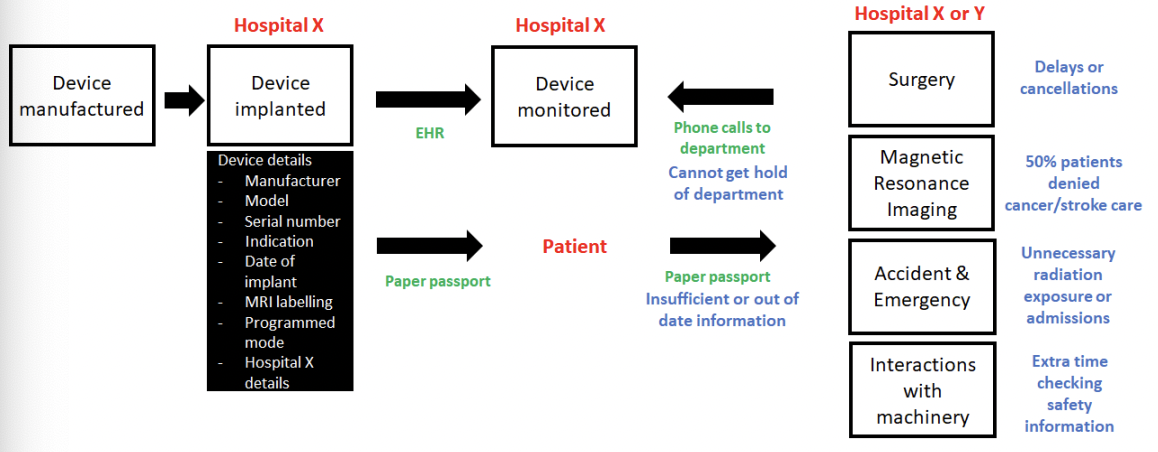 Hospital X
Hospital X
Hospital X or Y
Device
manufactured
Device
implanted
EHR
Device
monitored
Phone calls to
department
Cannot get hold
of department
Device details
- Manufacturer
- Model
- Serial number
- Indication
- Date of
implant
- MRI labelling
- Programmed
mode
- Hospital X
details
Paper passport
Patient
Paper passport
Insufficient or out of
date information
Surgery
Delays or
cancellations
Magnetic
Resonance
Imaging
50% patients
denied
cancer/stroke care
Accident &
Emergency
Unnecessary
radiation
exposure or
admissions
Interactions
with
machinery
Extra time
checking
safety
information